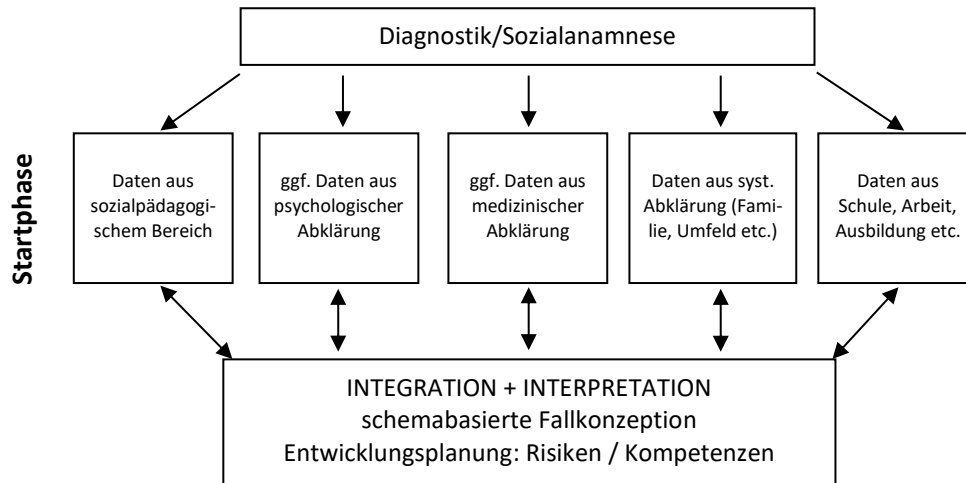 Diagnostik/Sozialanamnese
Startphase
Daten aus
sozialpädagogi-
schem Bereich
ggf. Daten aus
psychologischer
Abklärung
ggf. Daten aus
medizinischer
Abklärung
Daten aus syst.
Abklärung (Fami-
lie, Umfeld etc.)
Daten aus
Schule, Arbeit,
Ausbildung etc.
INTEGRATION + INTERPRETATION
schemabasierte Fallkonzeption
Entwicklungsplanung: Risiken / Kompetenzen